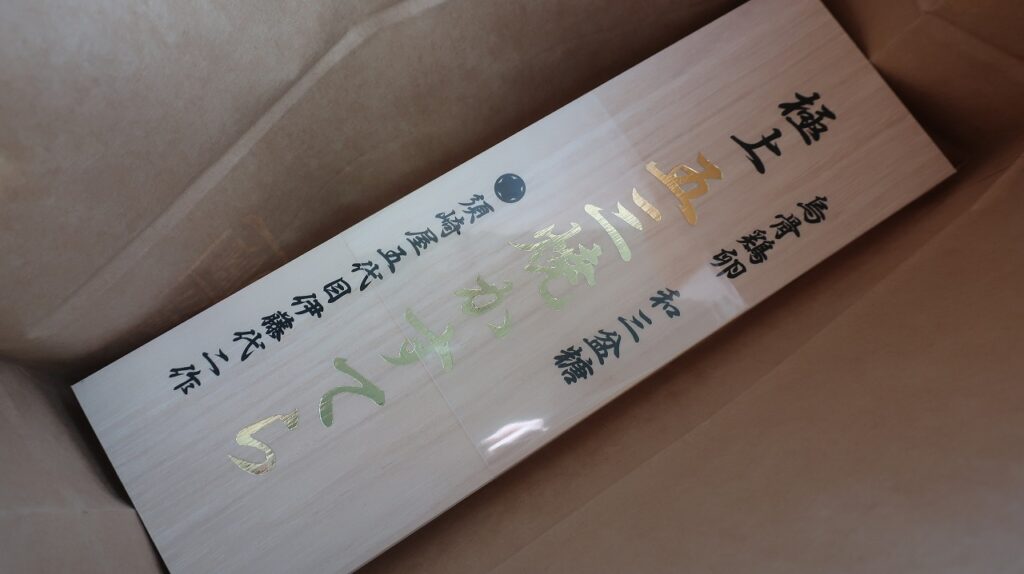 極上
烏骨鶏卵
和三盆糖
五三焼かすてら
須崎屋五代目伊藤代二作